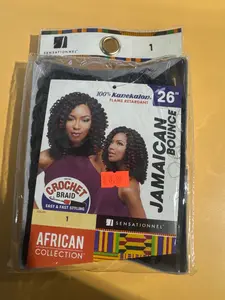 SENSATIONNEL
1
100% Kanekalon.
FLAME RETARDANT
26"
JAMAICAN
BOUNCE
CROCHET
BRAID
EASY & FAST STYLING
1
SENSATIONNEL
AFRICAN
COLLECTION